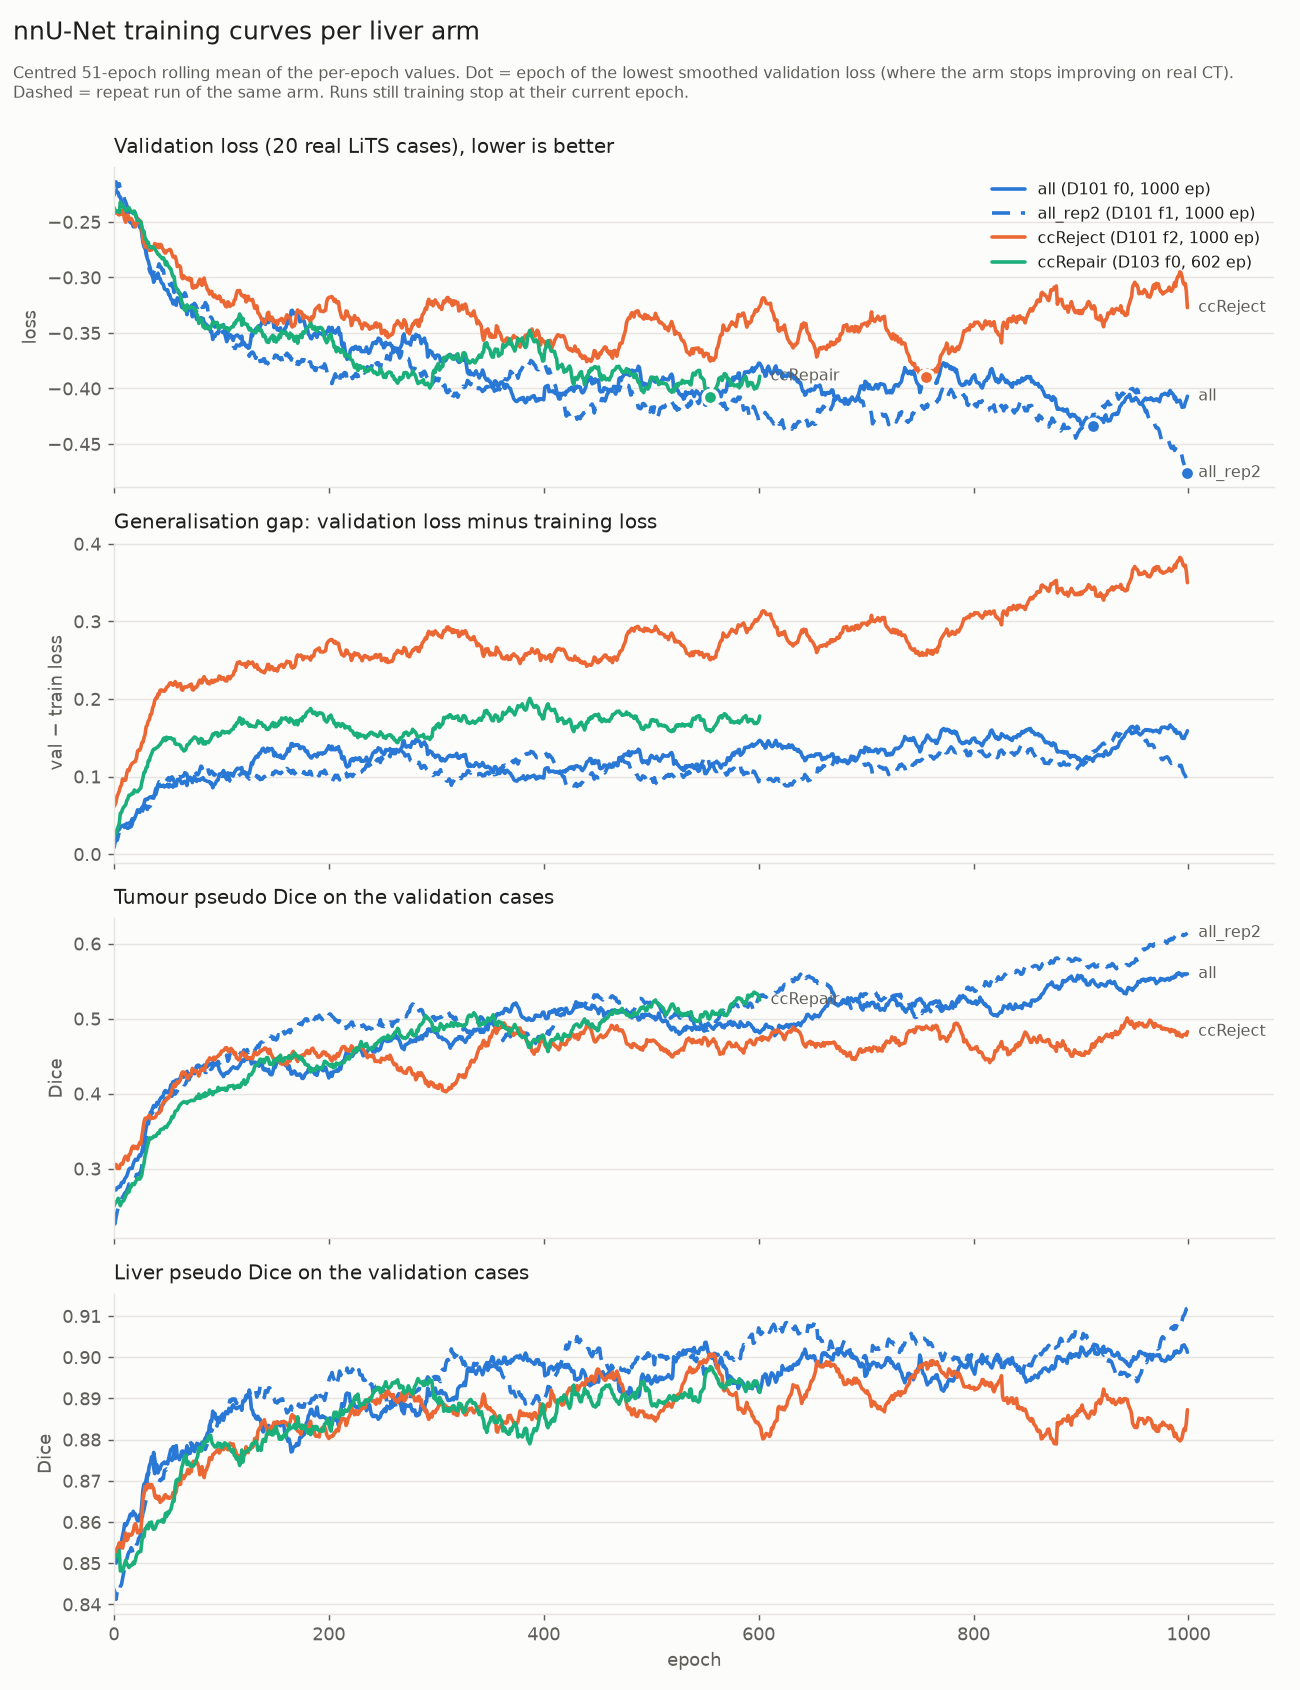 nnU-Net training curves per liver arm
Centred 51-epoch rolling mean of the per-epoch values. Dot = epoch of the lowest smoothed validation loss (where the arm stops improving on real CT).
Dashed = repeat run of the same arm. Runs still training stop at their current epoch.
Validation loss (20 real LiTS cases), lower is better
all (D101 f0, 1000 ep)
all_rep2 (D101 f1, 1000 ep)
ccReject (D101 f2, 1000 ep)
ccRepair (D103 f0, 602 ep)
−0.25
−0.30
−0.35
−0.40
−0.45
loss
ccReject
ccRepair
all
all_rep2
Generalisation gap: validation loss minus training loss
0.4
0.3
0.2
0.1
0.0
val − train loss
Tumour pseudo Dice on the validation cases
0.6
0.5
0.4
0.3
Dice
all_rep2
all
ccRepair
ccReject
Liver pseudo Dice on the validation cases
0.91
0.90
0.89
0.88
0.87
0.86
0.85
0.84
Dice
0 200 400 600 800 1000
epoch